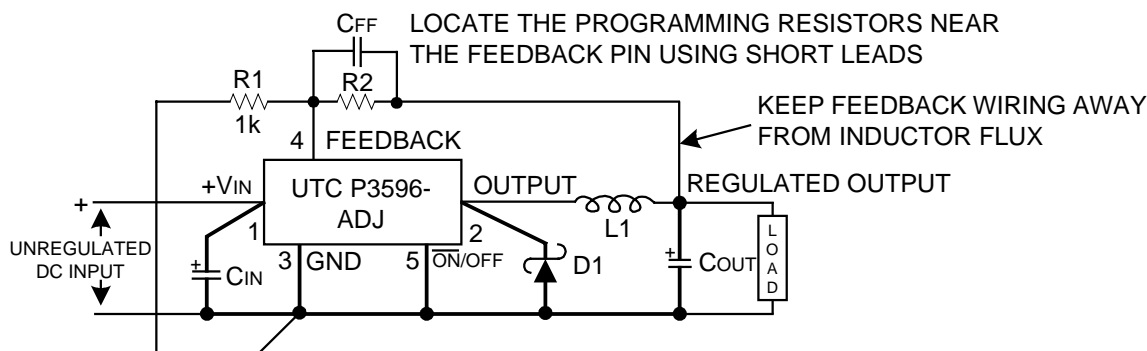 CFF
LOCATE THE PROGRAMMING RESISTORS NEAR
THE FEEDBACK PIN USING SHORT LEADS
R1
R2
1k
KEEP FEEDBACK WIRING AWAY
FROM INDUCTOR FLUX
4
FEEDBACK
+VIN
UTC P3596-
ADJ
OUTPUT
REGULATED OUTPUT
+
1
2
L1
UNREGULATED
DC INPUT
+
CIN
3
GND
5
ON/OFF
D1
+
COUT
LOAD